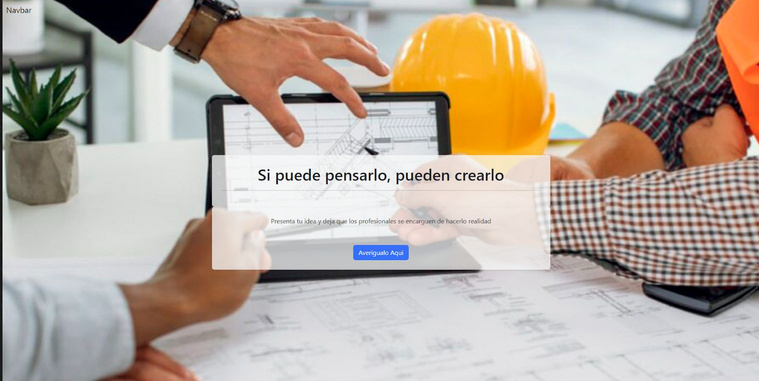 Navbar
Si puede pensarlo, pueden crearlo
Presenta tu idea y deja que los profesionales se encarguen de hacerlo realidad
Averigualo Aqui